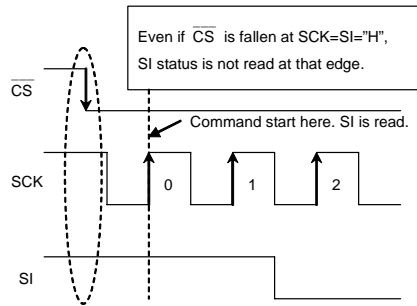 Even if CS is fallen at SCK=SI="H",
SI status is not read at that edge.
CS
Command start here. SI is read.
SCK
0
1
2
SI